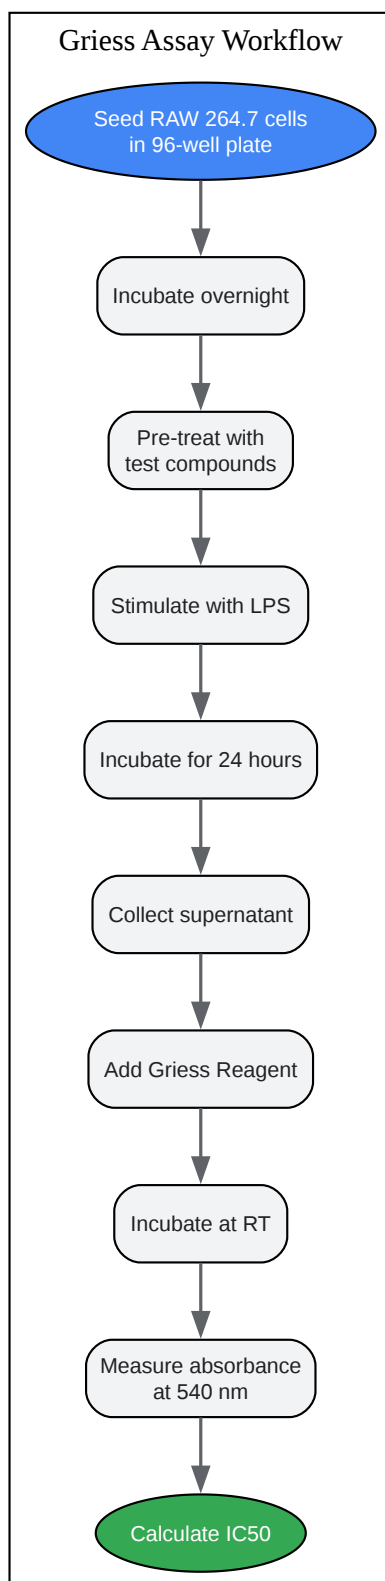 Griess Assay Workflow
Seed RAW 264.7 cells
in 96-well plate
Incubate overnight
Pre-treat with
test compounds
Stimulate with LPS
Incubate for 24 hours
Collect supernatant
Add Griess Reagent
Incubate at RT
Measure absorbance
at 540 nm
Calculate IC50